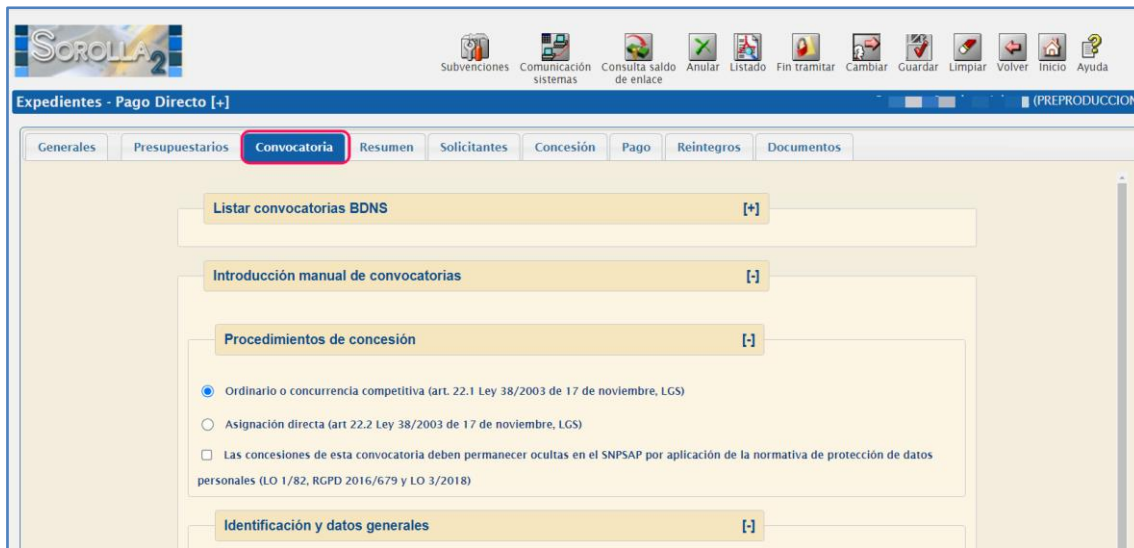 SOROLLA2
Subvenciones Comunicación sistemas Consulta saldo de enlace Anular Listado Fin tramitar Cambiar Guardar Limpiar Volver Inicio Ayuda
Expedientes - Pago Directo [+] (PREPRODUCCION
Generales Presupuestarios Convocatoria Resumen Solicitantes Concesión Pago Reintegros Documentos
Listar convocatorias BDNS [+]
Introducción manual de convocatorias [-]
Procedimientos de concesión [-]
Ordinario o concurrencia competitiva (art. 22.1 Ley 38/2003 de 17 de noviembre, LGS)
Asignación directa (art 22.2 Ley 38/2003 de 17 de noviembre, LGS)
Las concesiones de esta convocatoria deben permanecer ocultas en el SNPSAP por aplicación de la normativa de protección de datos
personales (LO 1/82, RGPD 2016/679 y LO 3/2018)
Identificación y datos generales [-]